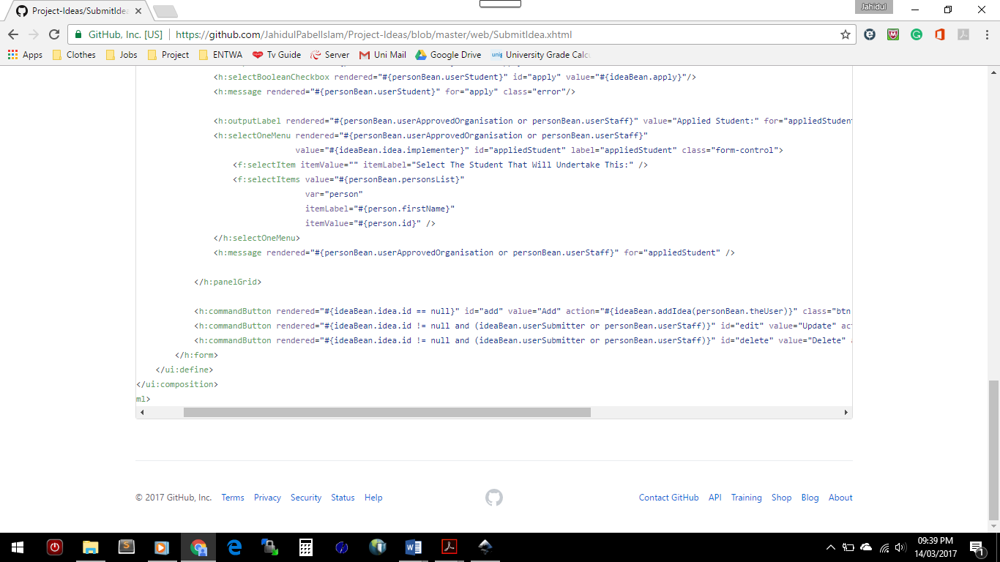 Project-Ideas/SubmitIdea
Jahidul
GitHub, Inc. [US]
https://github.com/JahidulPabelIslam/Project-Ideas/blob/master/web/SubmitIdea.xhtml
Apps Clothes Jobs Project ENTWA Tv Guide Server Uni Mail Google Drive University Grade Calc
<h:selectBooleanCheckbox rendered="#{personBean.userStudent}" id="apply" value="#{ideaBean.apply}"/>
<h:message rendered="#{personBean.userStudent}" for="apply" class="error"/>
<h:outputLabel rendered="#{personBean.userApprovedOrganisation or personBean.userStaff}" value="Applied Student:" for="appliedStudent
<h:selectOneMenu rendered="#{personBean.userApprovedOrganisation or personBean.userStaff}"
value="#{ideaBean.idea.implementer}" id="appliedStudent" label="appliedStudent" class="form-control">
<f:selectItem itemValue="" itemLabel="Select The Student That Will Undertake This:" />
<f:selectItems value="#{personBean.personsList}"
var="person"
itemLabel="#{person.firstName}"
itemValue="#{person.id}" />
</h:selectOneMenu>
<h:message rendered="#{personBean.userApprovedOrganisation or personBean.userStaff}" for="appliedStudent" />
</h:panelGrid>
<h:commandButton rendered="#{ideaBean.idea.id == null}" id="add" value="Add" action="#{ideaBean.addIdea(personBean.theUser)}" class="btn
<h:commandButton rendered="#{ideaBean.idea.id != null and (ideaBean.userSubmitter or personBean.userStaff)}" id="edit" value="Update" act
<h:commandButton rendered="#{ideaBean.idea.id != null and (ideaBean.userSubmitter or personBean.userStaff)}" id="delete" value="Delete"
</h:form>
</ui:define>
</ui:composition>
ml>
© 2017 GitHub, Inc. Terms Privacy Security Status Help
Contact GitHub API Training Shop Blog About
09:39 PM
14/03/2017
1